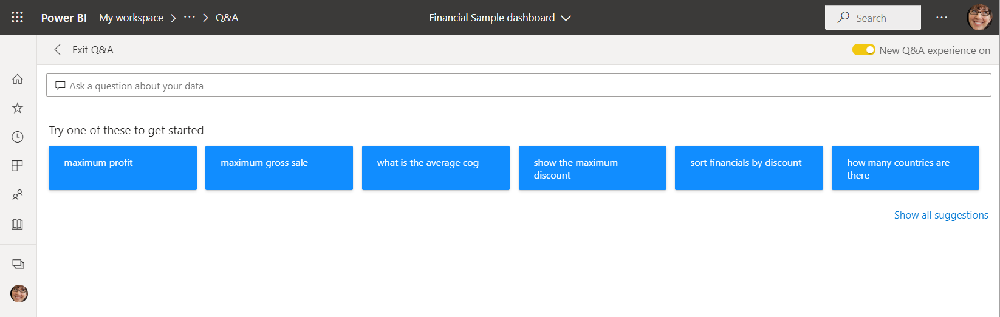 Power BI My workspace > ··· > Q&A Financial Sample dashboard Search ···
Exit Q&A New Q&A experience on
Ask a question about your data
Try one of these to get started
maximum profit
maximum gross sale
what is the average cog
show the maximum
discount
sort financials by discount
how many countries are
there
Show all suggestions